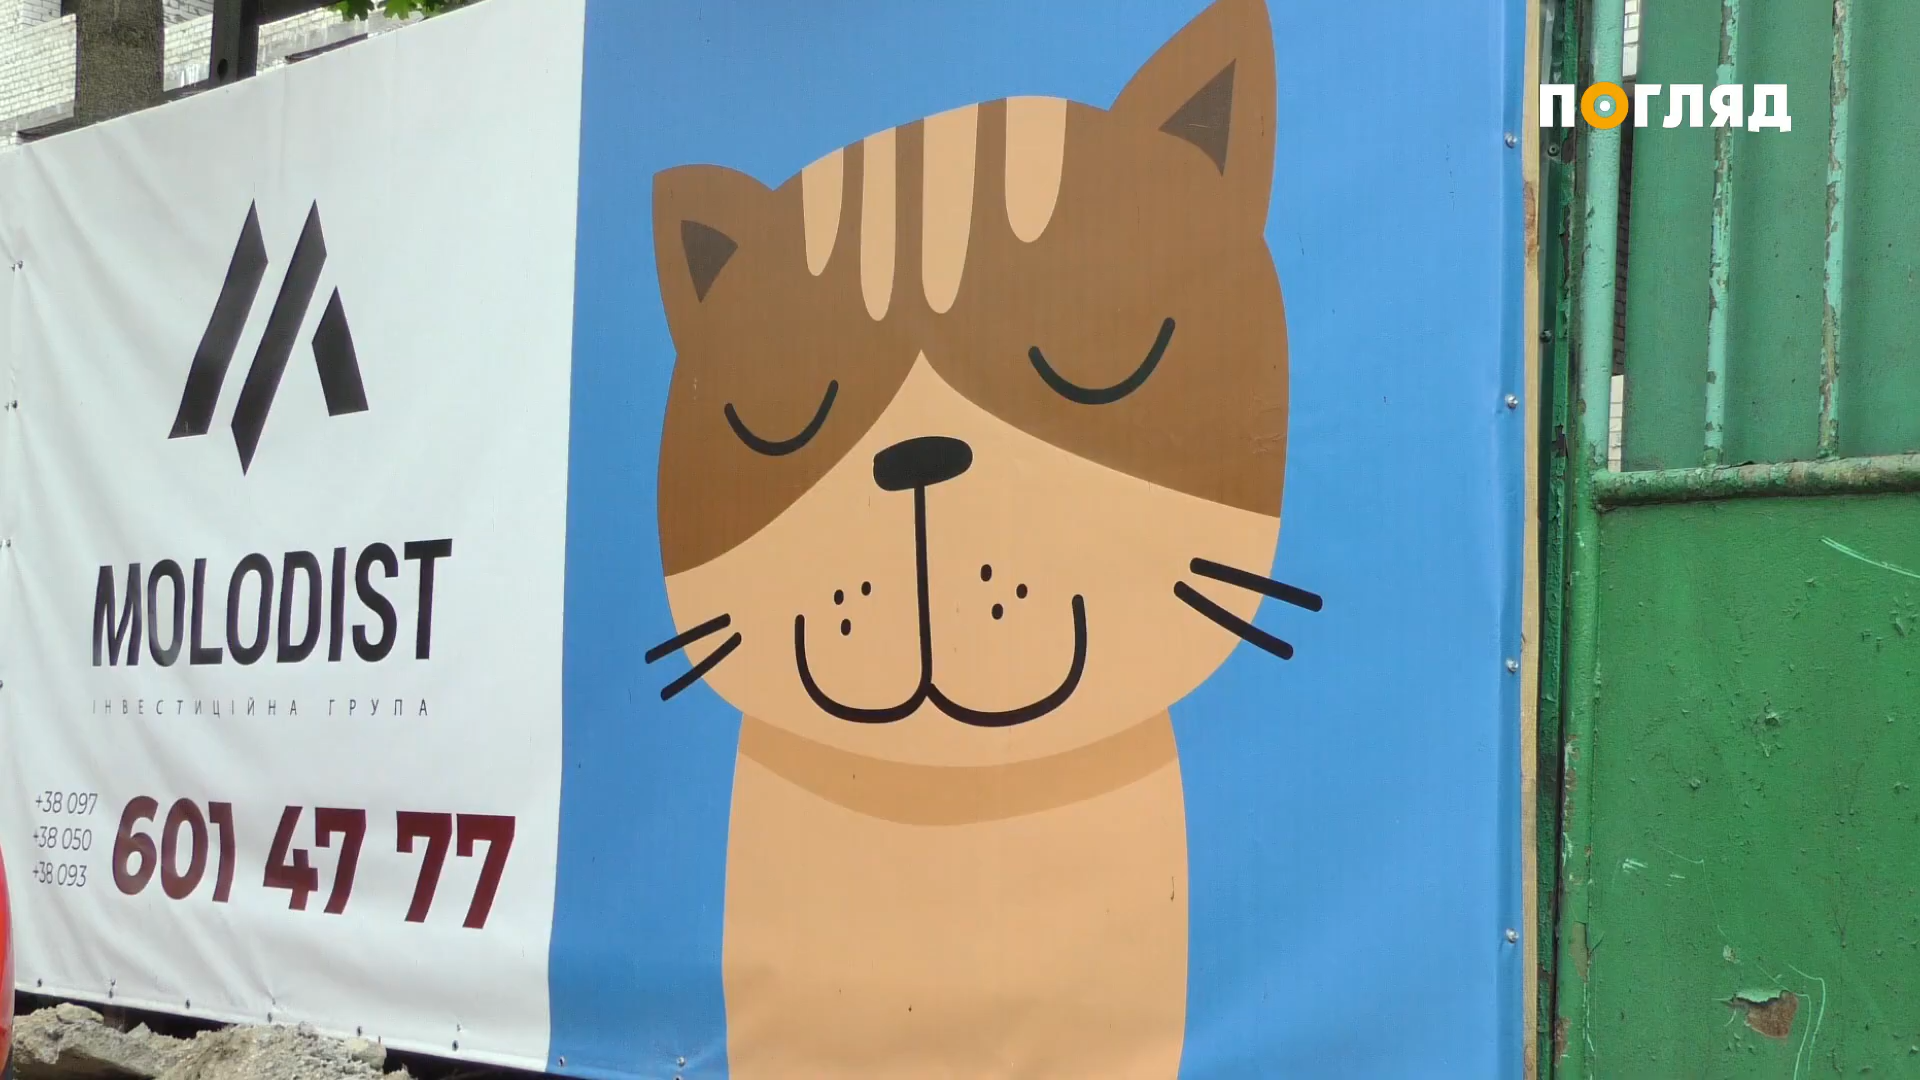 ПОГЛЯД
MOLODIST
ІНВЕСТИЦІЙНА ГРУПА
+38 097
+38 050
+38 093
601 47 77